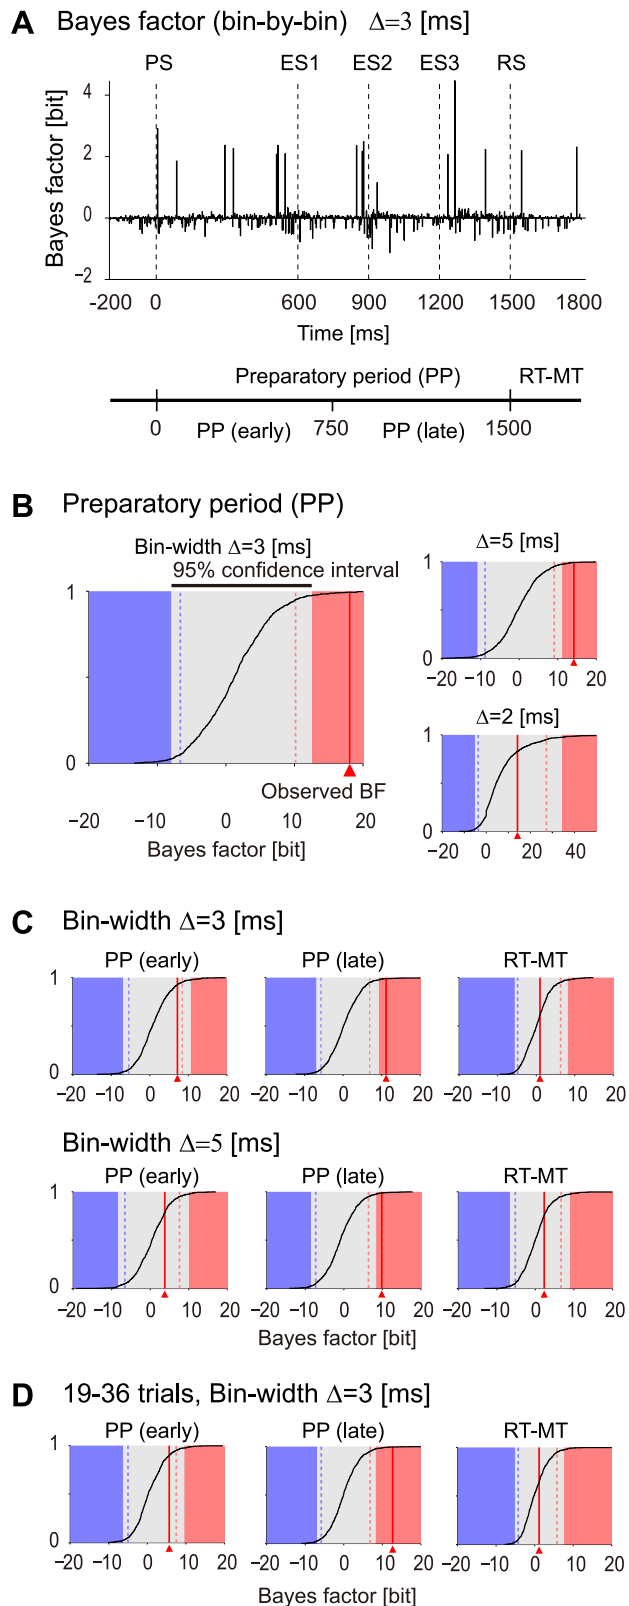 A Bayes factor (bin-by-bin) Δ=3 [ms]
PS ES1 ES2 ES3 RS
Bayes factor [bit]
4
2
0
−2
-200 0 600 900 1200 1500 1800
Time [ms]
Preparatory period (PP) RT-MT
0 PP (early) 750 PP (late) 1500
B Preparatory period (PP)
Bin-width Δ=3 [ms]
95% confidence interval
1
0
Observed BF
−20 −10 0 10 20
Bayes factor [bit]
Δ=5 [ms]
1
0
−20 −10 0 10 20
Δ=2 [ms]
1
0
−20 0 20 40
C Bin-width Δ=3 [ms]
PP (early) PP (late) RT-MT
1
0
−20 −10 0 10 20 −20 −10 0 10 20 −20 −10 0 10 20
Bin-width Δ=5 [ms]
PP (early) PP (late) RT-MT
1
0
−20 −10 0 10 20 −20 −10 0 10 20 −20 −10 0 10 20
Bayes factor [bit]
D 19-36 trials, Bin-width Δ=3 [ms]
PP (early) PP (late) RT-MT
1
0
−20 −10 0 10 20 −20 −10 0 10 20 −20 −10 0 10 20
Bayes factor [bit]